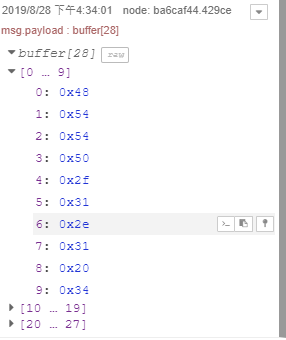 2019/8/28 下午4:34:01 node: ba6caf44.429ce
msg.payload : buffer[28]
buffer[28] raw
[0 … 9]
0: 0x48
1: 0x54
2: 0x54
3: 0x50
4: 0x2f
5: 0x31
6: 0x2e
7: 0x31
8: 0x20
9: 0x34
[10 … 19]
[20 … 27]